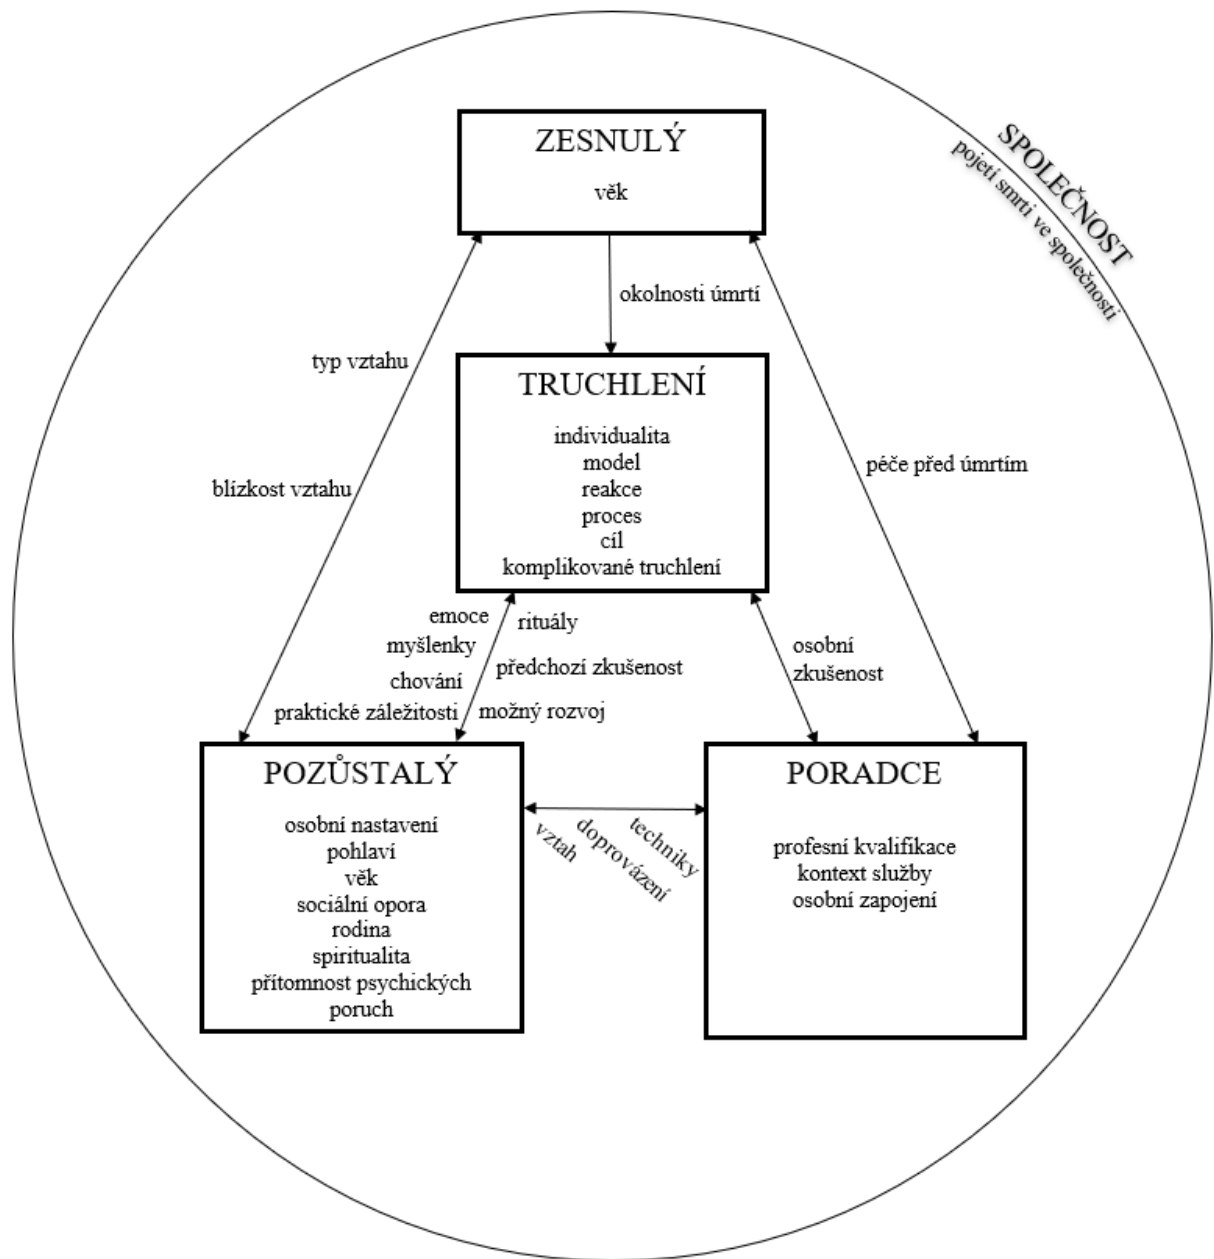 ZESNULÝ
věk
SPOLEČNOST
pojetí smrti ve společnosti
okolnosti úmrtí
typ vztahu
TRUCHLENÍ
individualita
model
reakce
proces
cíl
komplikované truchlení
blízkost vztahu
péče před úmrtím
emoce
myšlenky
chování
praktické záležitosti
rituály
předchozí zkušenost
možný rozvoj
osobní
zkušenost
POZŮSTALÝ
osobní nastavení
pohlaví
věk
sociální opora
rodina
spiritualita
přítomnost psychických
poruch
vztah
doprovázení
techniky
PORADCE
profesní kvalifikace
kontext služby
osobní zapojení